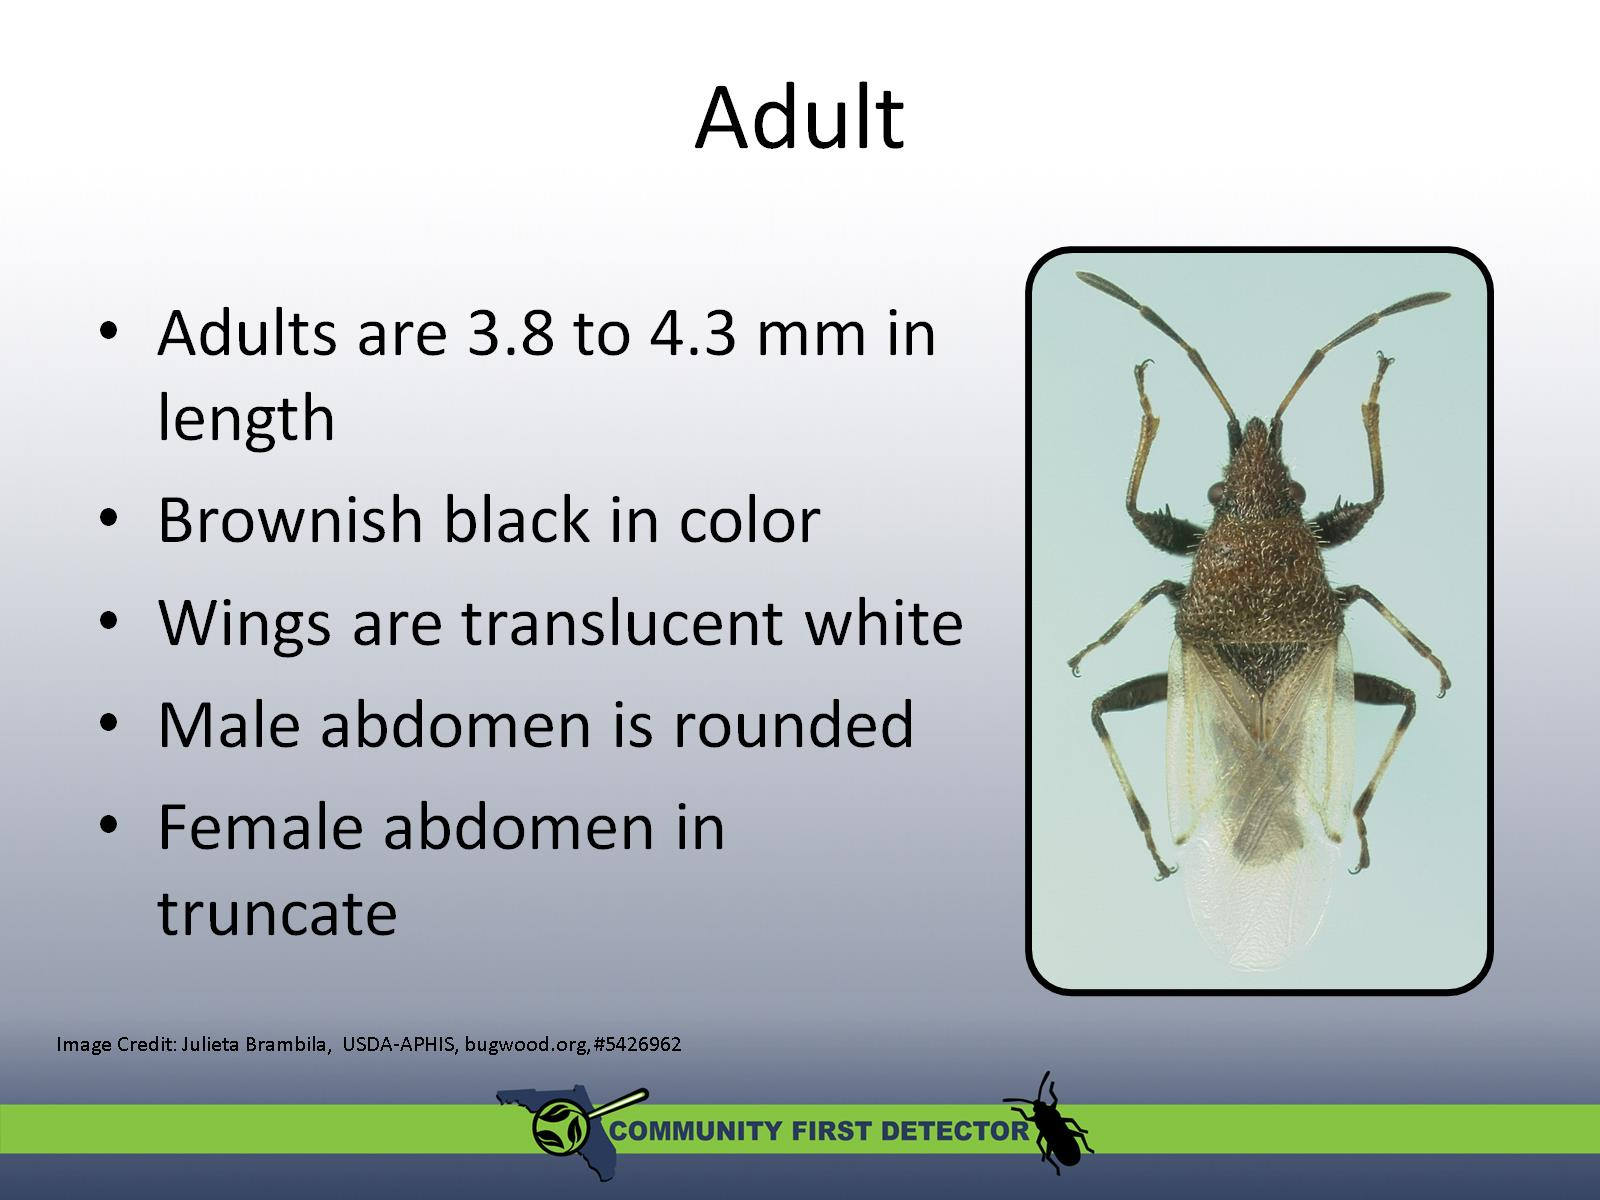 Adult
• Adults are 3.8 to 4.3 mm in
length
• Brownish black in color
• Wings are translucent white
• Male abdomen is rounded
• Female abdomen in
truncate
Image Credit: Julieta Brambila, USDA-APHIS, bugwood.org, #5426962
COMMUNITY FIRST DETECTOR